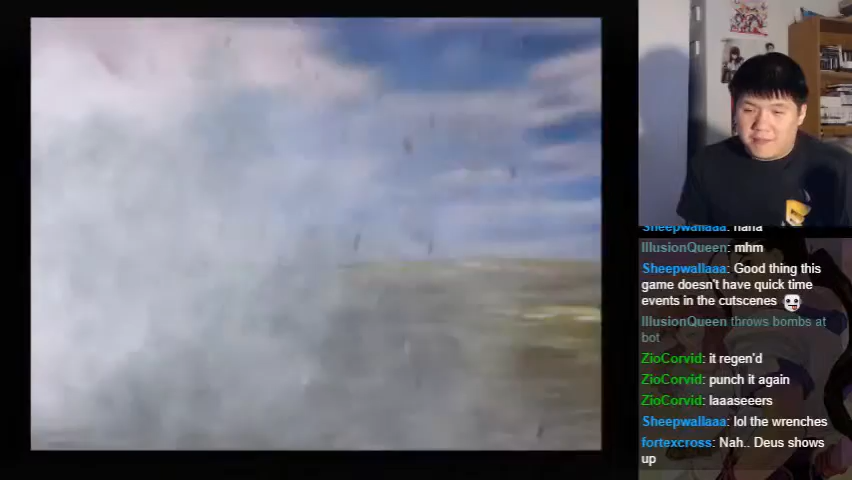 Sheepwallaaa: haha
IllusionQueen: mhm
Sheepwallaaa: Good thing this
game doesn't have quick time
events in the cutscenes
IllusionQueen throws bombs at
bot
ZioCorvid: it regen'd
ZioCorvid: punch it again
ZioCorvid: laaaseeers
Sheepwallaaa: lol the wrenches
fortexcross: Nah.. Deus shows
up